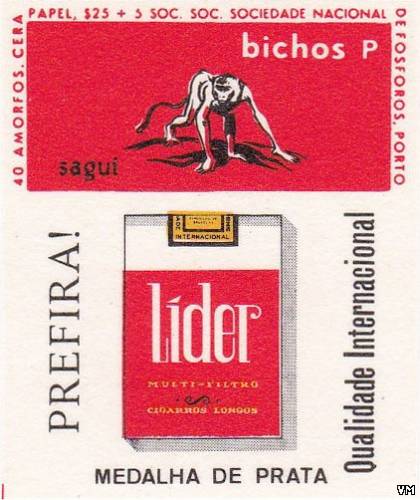 40 AMORFOS, CERA
PAPEL, $25 + 5 SOC. SOC. SOCIEDADE NACIONAL
DE FOSFOROS, PORTO
bichos P
sagui
PREFIRA!
INTERNACIONAL
Líder
MULTI-FILTRO
CIGARROS LONGOS
Qualidade Internacional
MEDALHA DE PRATA
VM